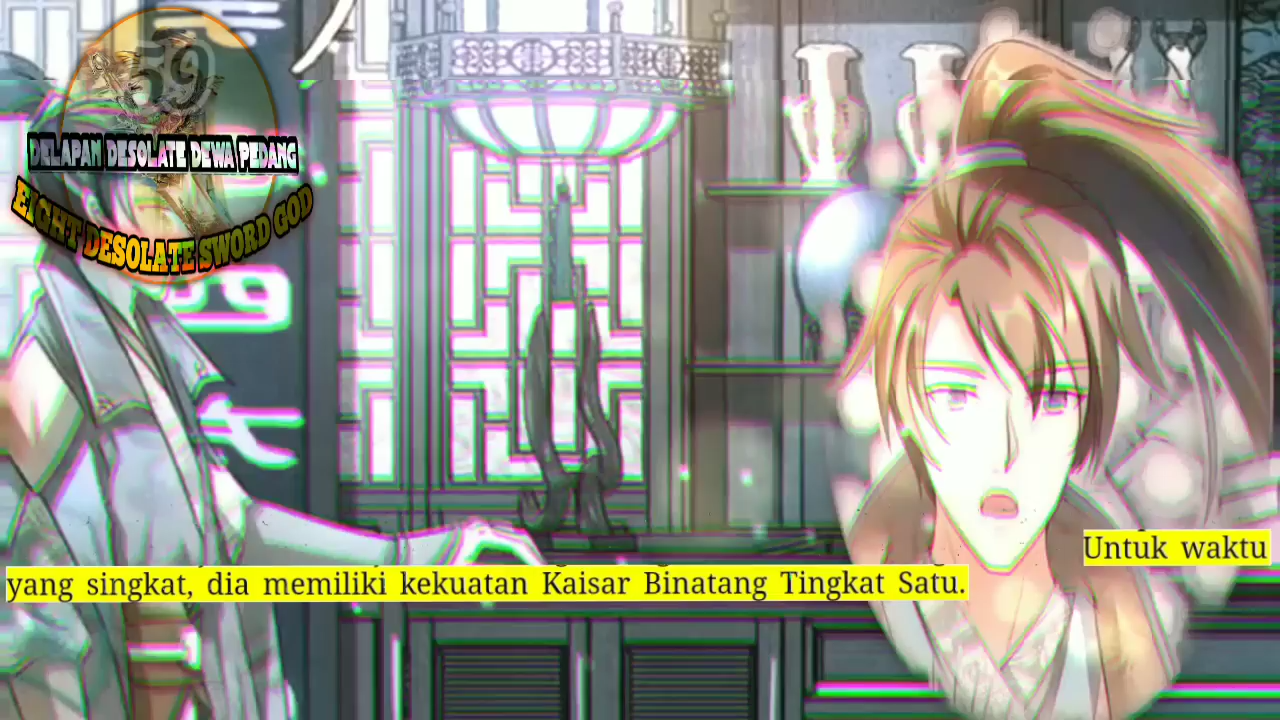 59
DELAPAN DESOLATE DEWA PEDANG
EIGHT DESOLATE SWORD GOD
Untuk waktu
yang singkat, dia memiliki kekuatan Kaisar Binatang Tingkat Satu.